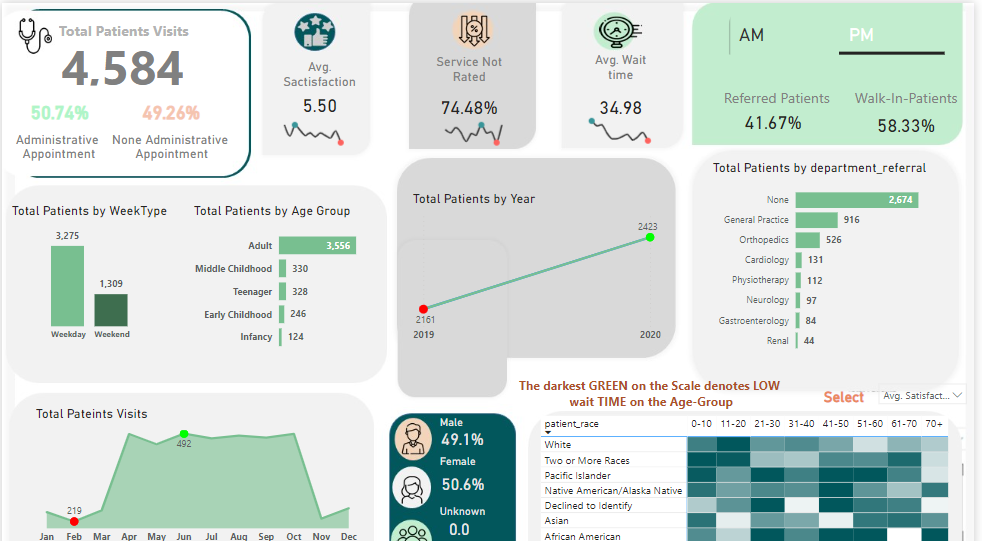 Total Patients Visits
4,584
50.74%
49.26%
Administrative
Appointment
None Administrative
Appointment
Avg.
Sactisfaction
5.50
Service Not
Rated
74.48%
Avg. Wait
time
34.98
AM
PM
Referred Patients
41.67%
Walk-In-Patients
58.33%
Total Patients by WeekType
3,275
1,309
Weekday
Weekend
Total Patients by Age Group
Adult
3,556
Middle Childhood
330
Teenager
328
Early Childhood
246
Infancy
124
Total Patients by Year
2161
2019
2423
2020
Total Patients by department_referral
None
2,674
General Practice
916
Orthopedics
526
Cardiology
131
Physiotherapy
112
Neurology
97
Gastroenterology
84
Renal
44
Total Pateints Visits
219
492
Jan Feb Mar Apr May Jun Jul Aug Sep Oct Nov Dec
Male
49.1%
Female
50.6%
Unknown
0.0
The darkest GREEN on the Scale denotes LOW
wait TIME on the Age-Group
Select
Avg. Satisfact...
patient_race 0-10 11-20 21-30 31-40 41-50 51-60 61-70 70+
White
Two or More Races
Pacific Islander
Native American/Alaska Native
Declined to Identify
Asian
African American